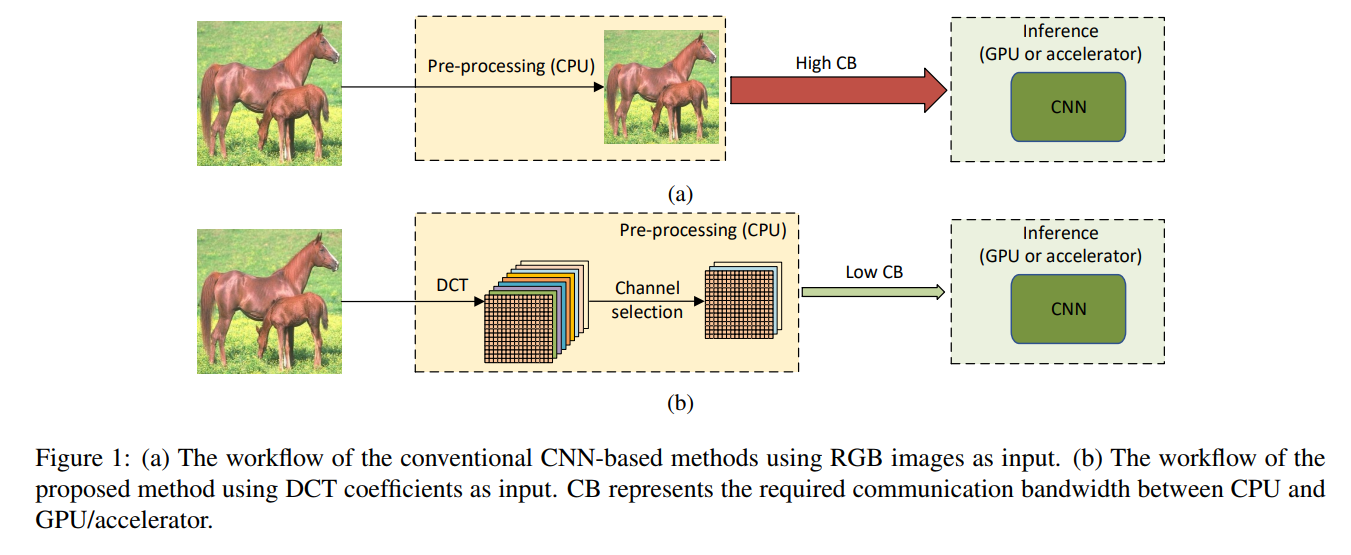 Pre-processing (CPU)
High CB
Inference
(GPU or accelerator)
CNN
(a)
Pre-processing (CPU)
DCT
Channel
selection
Low CB
Inference
(GPU or accelerator)
CNN
(b)
Figure 1: (a) The workflow of the conventional CNN-based methods using RGB images as input. (b) The workflow of the
proposed method using DCT coefficients as input. CB represents the required communication bandwidth between CPU and
GPU/accelerator.